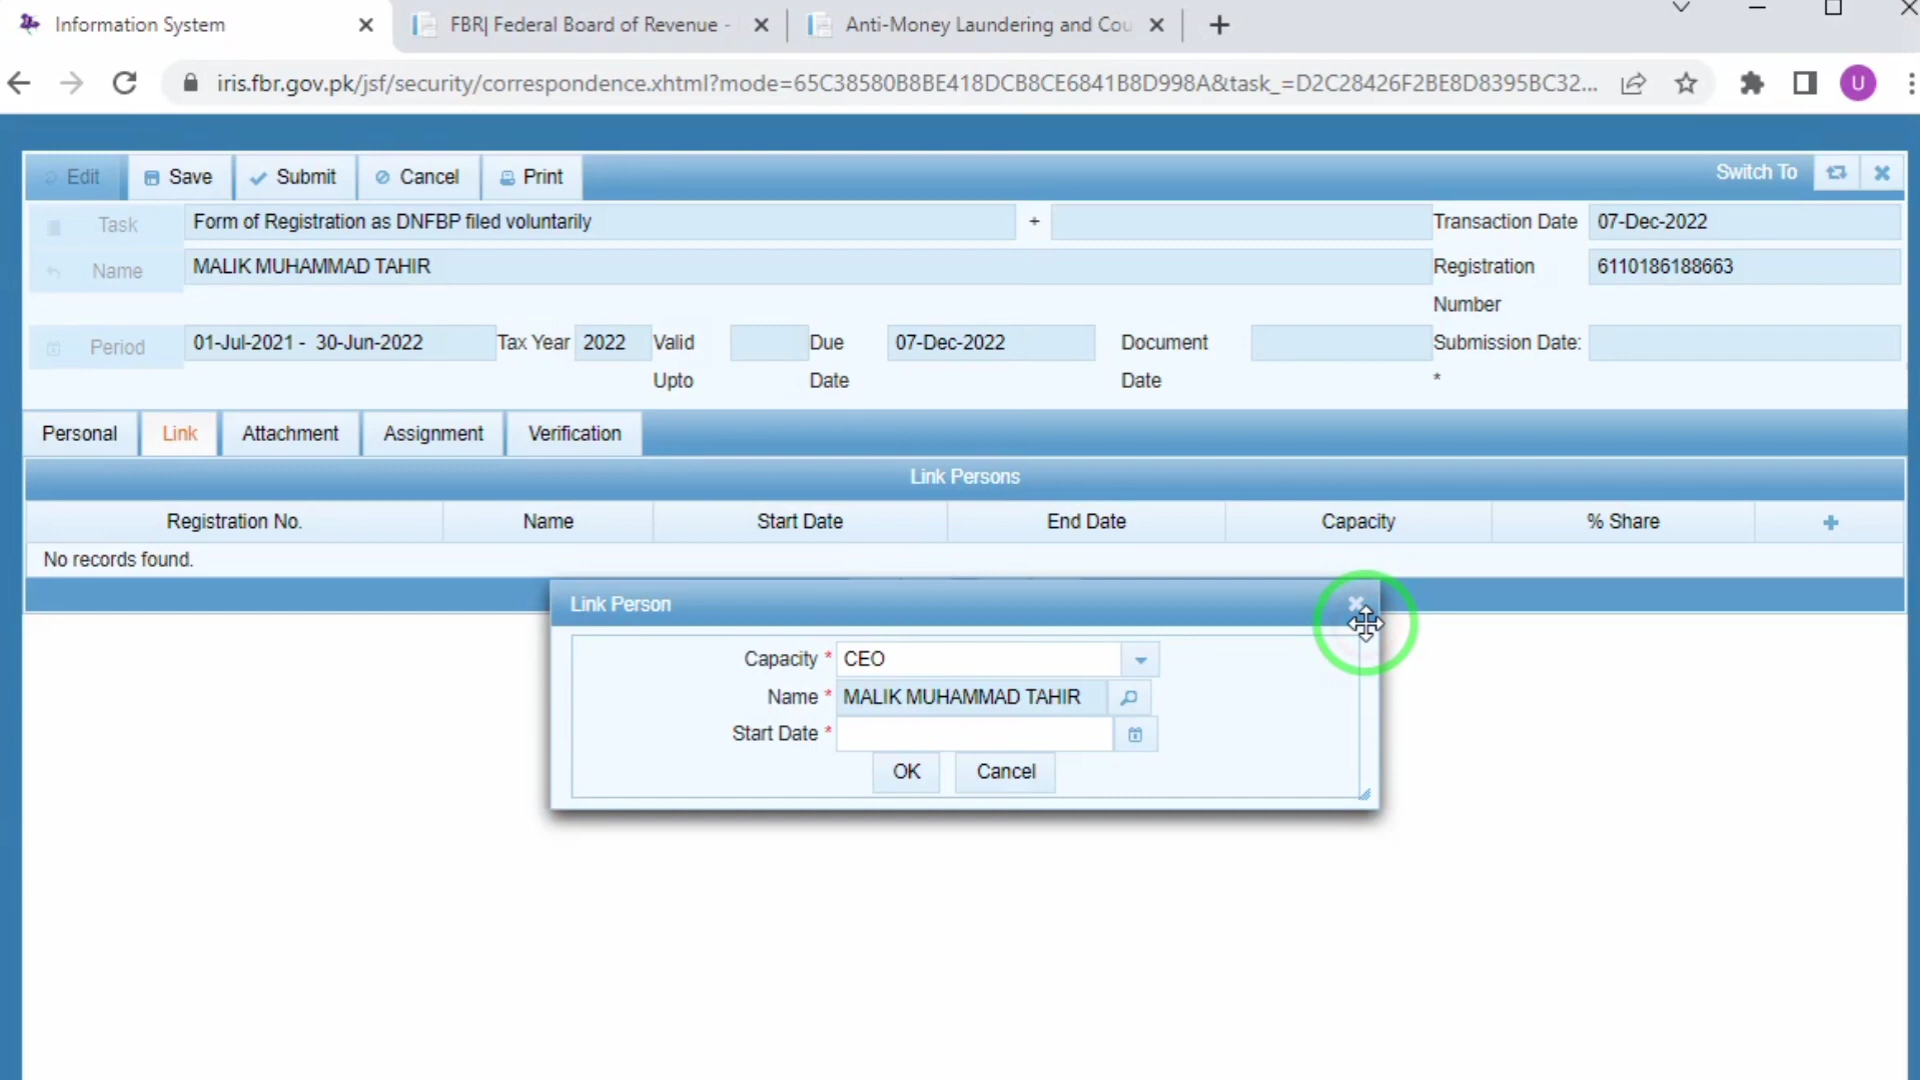 Information System
FBR| Federal Board of Revenue -
Anti-Money Laundering and Cou
iris.fbr.gov.pk/jsf/security/correspondence.xhtml?mode=65C38580B8BE418DCB8CE6841B8D998A&task_=D2C28426F2BE8D8395BC32...
U
Edit Save Submit Cancel Print Switch To
Task Form of Registration as DNFBP filed voluntarily + Transaction Date 07-Dec-2022
Name MALIK MUHAMMAD TAHIR Registration 6110186188663
Number
Period 01-Jul-2021 - 30-Jun-2022 Tax Year 2022 Valid Due 07-Dec-2022 Document Submission Date:
Upto Date Date *
Personal Link Attachment Assignment Verification
Link Persons
Registration No. Name Start Date End Date Capacity % Share +
No records found.
Link Person
Capacity * CEO
Name * MALIK MUHAMMAD TAHIR
Start Date *
OK Cancel